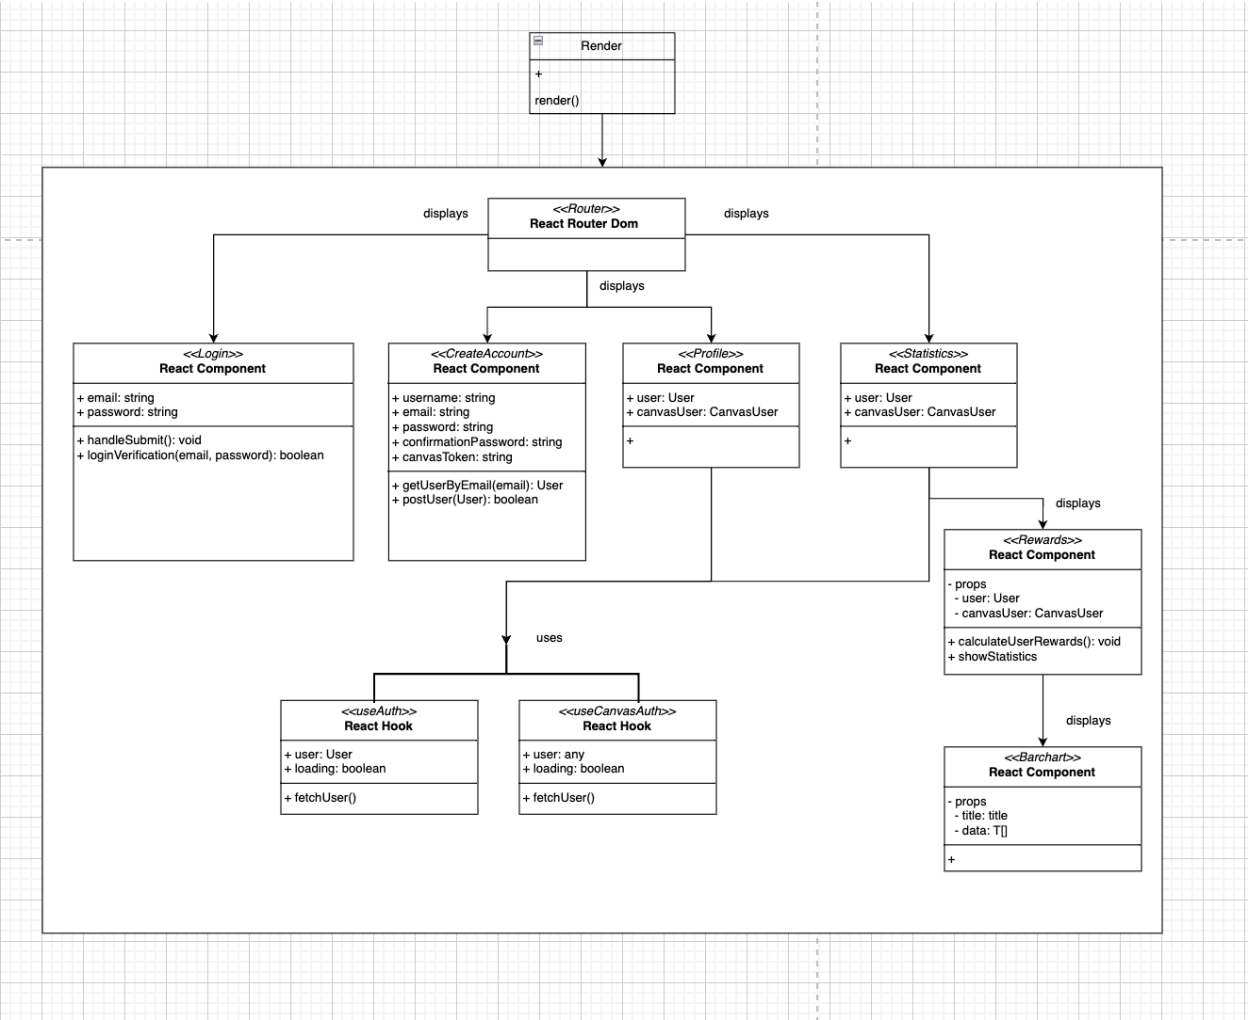 Render
+
render()
<<Router>>
React Router Dom
displays
displays
displays
<<Login>>
React Component
+ email: string
+ password: string
+ handleSubmit(): void
+ loginVerification(email, password): boolean
<<CreateAccount>>
React Component
+ username: string
+ email: string
+ password: string
+ confirmationPassword: string
+ canvasToken: string
+ getUserByEmail(email): User
+ postUser(User): boolean
<<Profile>>
React Component
+ user: User
+ canvasUser: CanvasUser
+
<<Statistics>>
React Component
+ user: User
+ canvasUser: CanvasUser
+
displays
<<Rewards>>
React Component
- props
- user: User
- canvasUser: CanvasUser
+ calculateUserRewards(): void
+ showStatistics
uses
<<useAuth>>
React Hook
+ user: User
+ loading: boolean
+ fetchUser()
<<useCanvasAuth>>
React Hook
+ user: any
+ loading: boolean
+ fetchUser()
displays
<<Barchart>>
React Component
- props
- title: title
- data: T[]
+